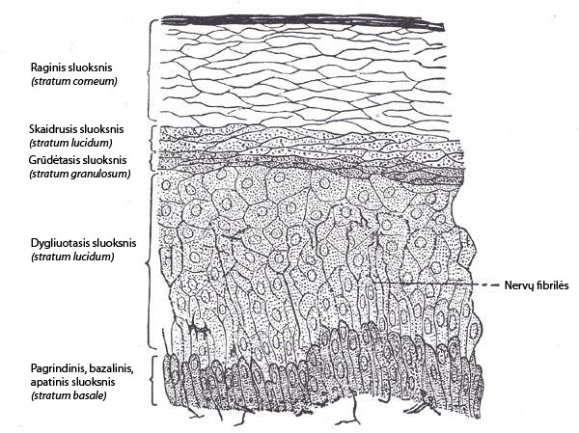 Raginis sluoksnis
(stratum corneum)
Skaidrusis sluoksnis
(stratum lucidum)
Grūdėtasis sluoksnis
(stratum granulosum)
Dygliuotasis sluoksnis
(stratum lucidum)
Nervų fibrilės
Pagrindinis, bazalinis,
apatinis sluoksnis
(stratum basale)